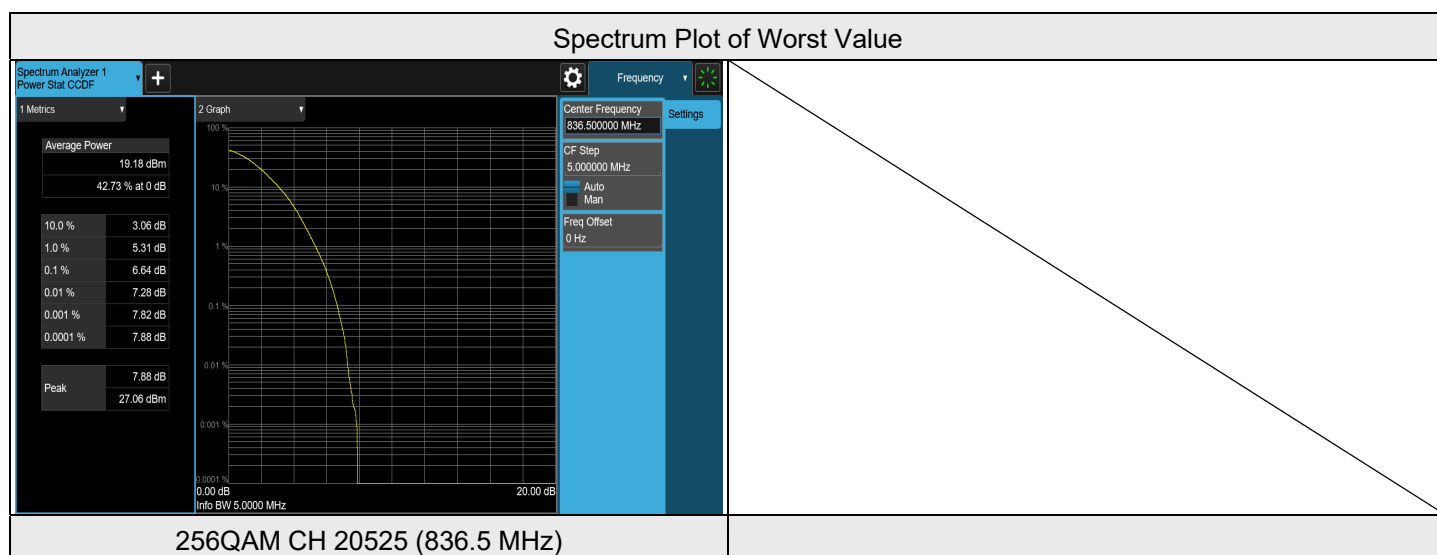 Spectrum Plot of Worst Value
Spectrum Analyzer 1
Power Stat CCDF
+
Frequency
1 Metrics
2 Graph
Center Frequency
836.500000 MHz
Settings
CF Step
5.000000 MHz
Auto
Man
Freq Offset
0 Hz
Average Power
19.18 dBm
42.73 % at 0 dB
10.0 % 3.06 dB
1.0 % 5.31 dB
0.1 % 6.64 dB
0.01 % 7.28 dB
0.001 % 7.82 dB
0.0001 % 7.88 dB
Peak 7.88 dB
27.06 dBm
100 %
10 %
1 %
0.1 %
0.01 %
0.001 %
0.0001 %
0.00 dB 20.00 dB
Info BW 5.0000 MHz
256QAM CH 20525 (836.5 MHz)